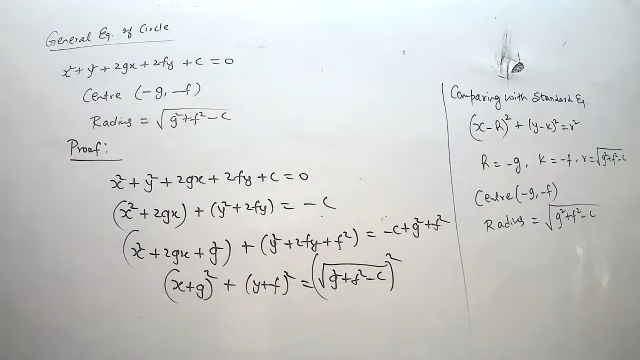 General Eq. of Circle
x² + y² + 2gx + 2fy + c = 0
Centre (-g, -f)
Radius = √(g²+f²-c)
Proof:
x² + y² + 2gx + 2fy + c = 0
(x² + 2gx) + (y² + 2fy) = -c
(x² + 2gx + g²) + (y² + 2fy + f²) = -c + g² + f²
(x+g)² + (y+f)² = (√(g²+f²-c))²
Comparing with Standard Eq.
(x-h)² + (y-k)² = r²
h = -g, k = -f, r = √(g²+f²-c)
Centre (-g, -f)
Radius = √(g²+f²-c)